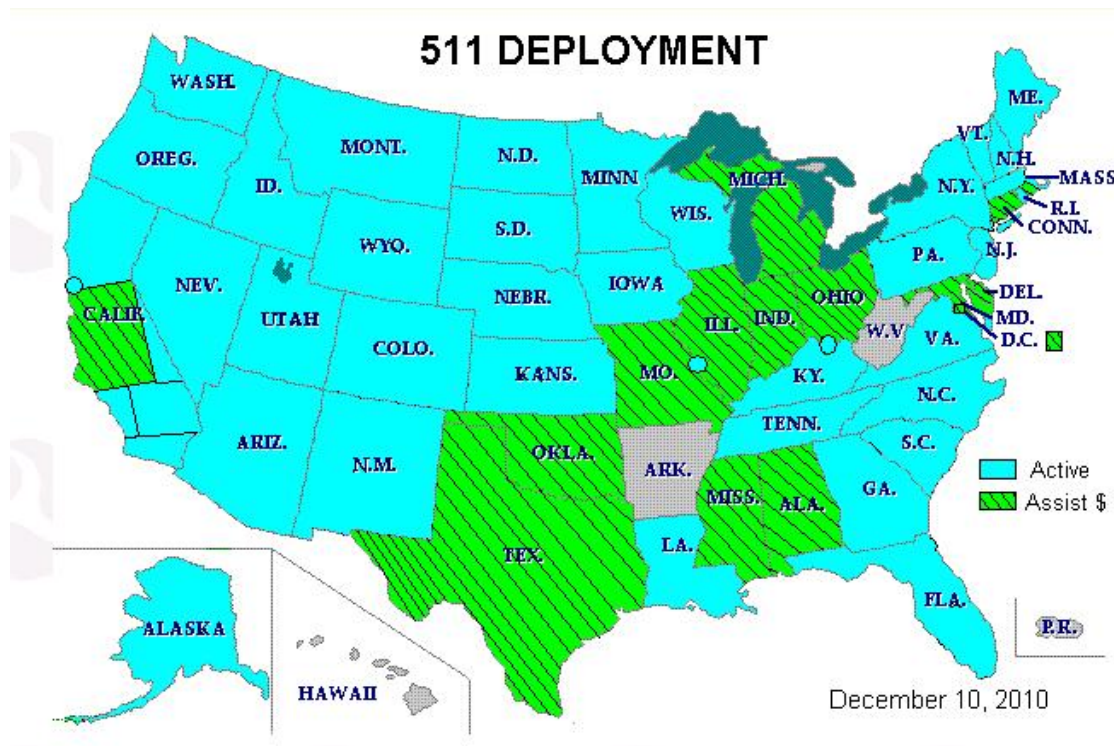 511 DEPLOYMENT
WASH.
ME.
VT.
MONT.
N.D.
OREG.
MINN
N.H.
MASS
ID.
MICH.
N.Y.
WIS.
R.I.
S.D.
CONN.
WYO.
N.J.
PA.
IOWA
NEV.
NEBR.
OHIO
DEL.
CALIF.
UTAH
ILL.
IND.
MD.
W.V
VA.
D.C.
COLO.
KANS.
MO.
KY.
N.C.
TENN.
ARIZ.
S.C.
OKLA.
N.M.
ARK.
Active
GA.
MISS.
ALA.
Assist $
LA.
TEX.
FLA.
ALASKA
P.R.
HAWAII
December 10, 2010